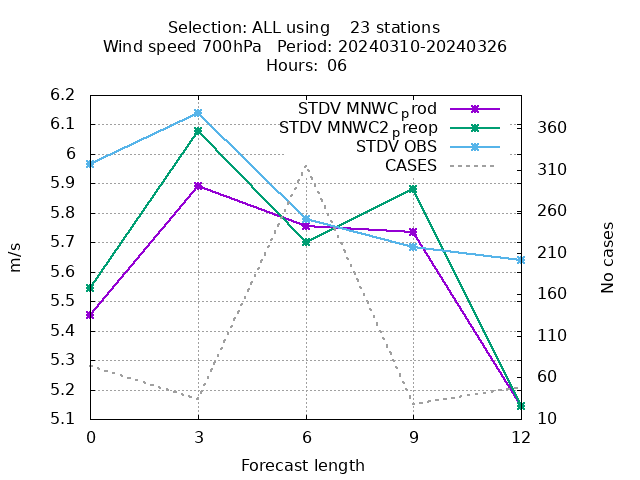 Selection: ALL using    23 stations
Wind speed 700hPa   Period: 20240310-20240326
Hours:  06
STDV MNWCprod
STDV MNWC2preop
STDV OBS
CASES
6.2
6.1
6
5.9
5.8
5.7
5.6
5.5
5.4
5.3
5.2
5.1
m/s
360
310
260
210
160
110
60
10
No cases
0 3 6 9 12
Forecast length